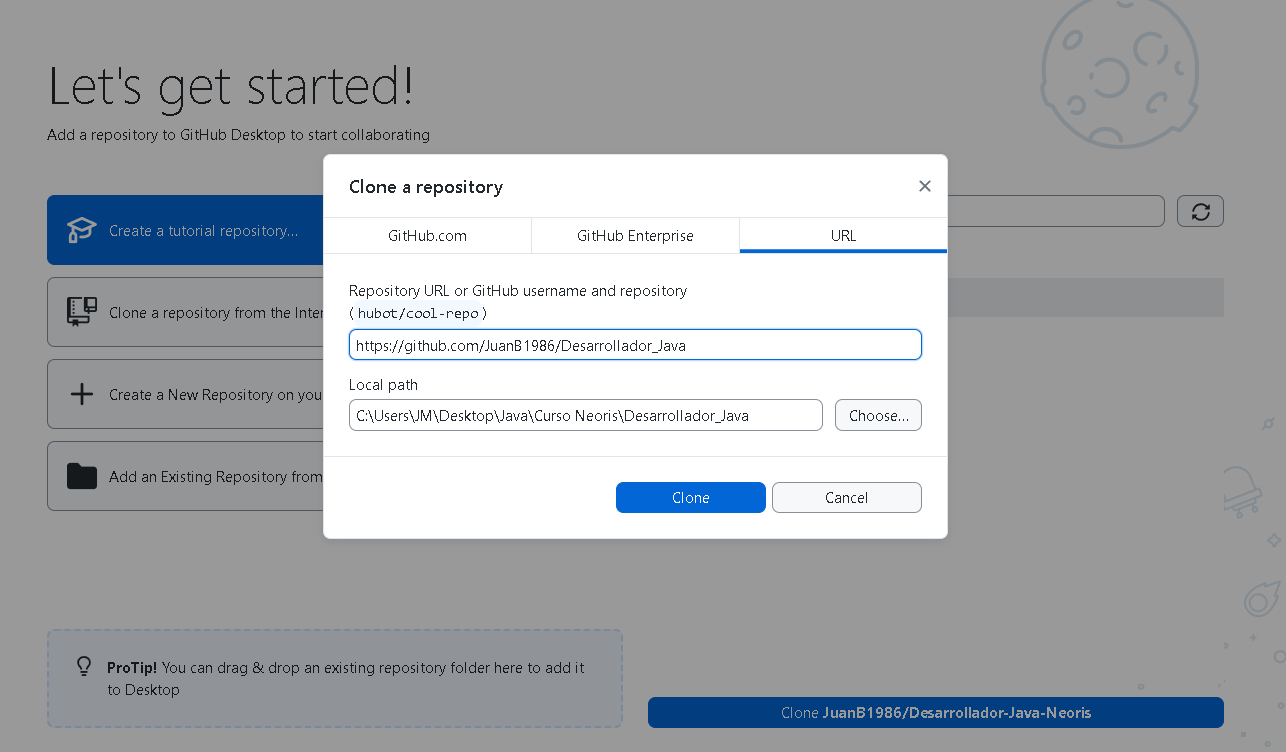 Let's get started!
Add a repository to GitHub Desktop to start collaborating
Create a tutorial repository...
Clone a repository from the Inter
Create a New Repository on you
Add an Existing Repository from
ProTip! You can drag & drop an existing repository folder here to add it
to Desktop
Clone a repository
GitHub.com
GitHub Enterprise
URL
Repository URL or GitHub username and repository
(hubot/cool-repo)
https://github.com/JuanB1986/Desarrollador_Java
Local path
C:\Users\JM\Desktop\Java\Curso Neoris\Desarrollador_Java
Choose...
Clone
Cancel
Clone JuanB1986/Desarrollador-Java-Neoris